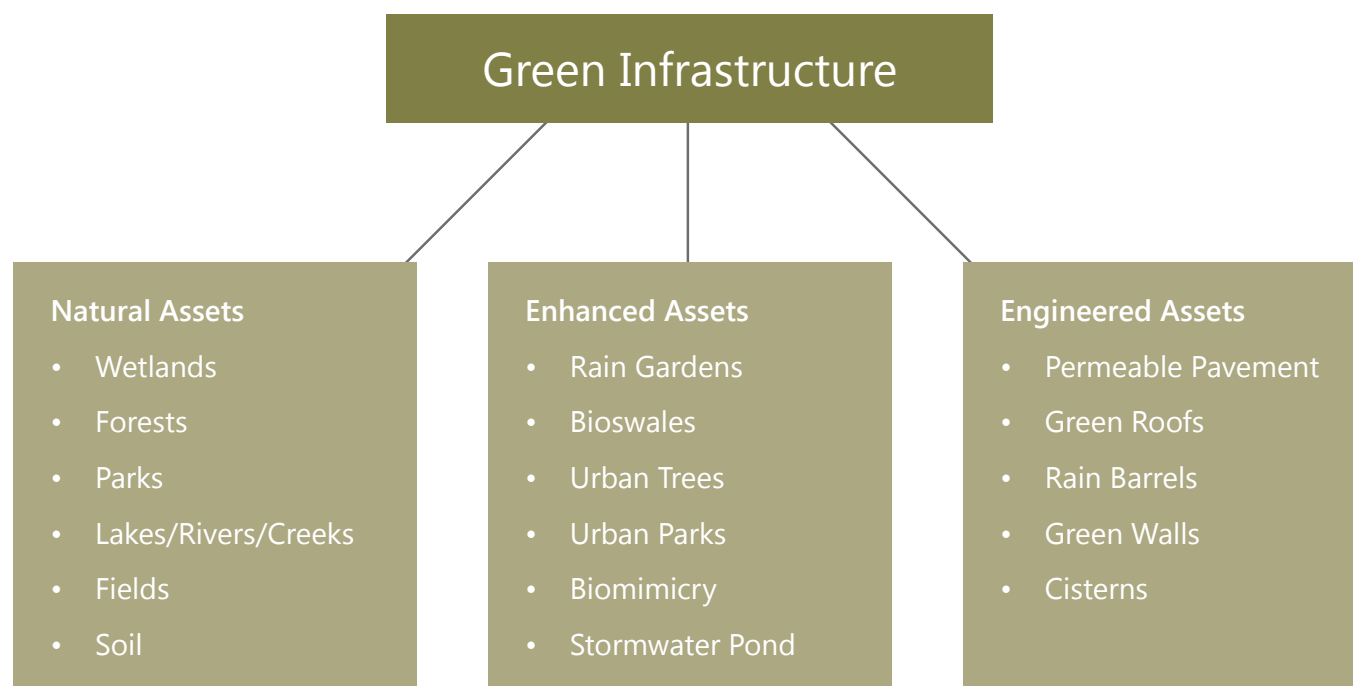 Green Infrastructure
Natural Assets
• Wetlands
• Forests
• Parks
• Lakes/Rivers/Creeks
• Fields
• Soil
Enhanced Assets
• Rain Gardens
• Bioswales
• Urban Trees
• Urban Parks
• Biomimicry
• Stormwater Pond
Engineered Assets
• Permeable Pavement
• Green Roofs
• Rain Barrels
• Green Walls
• Cisterns